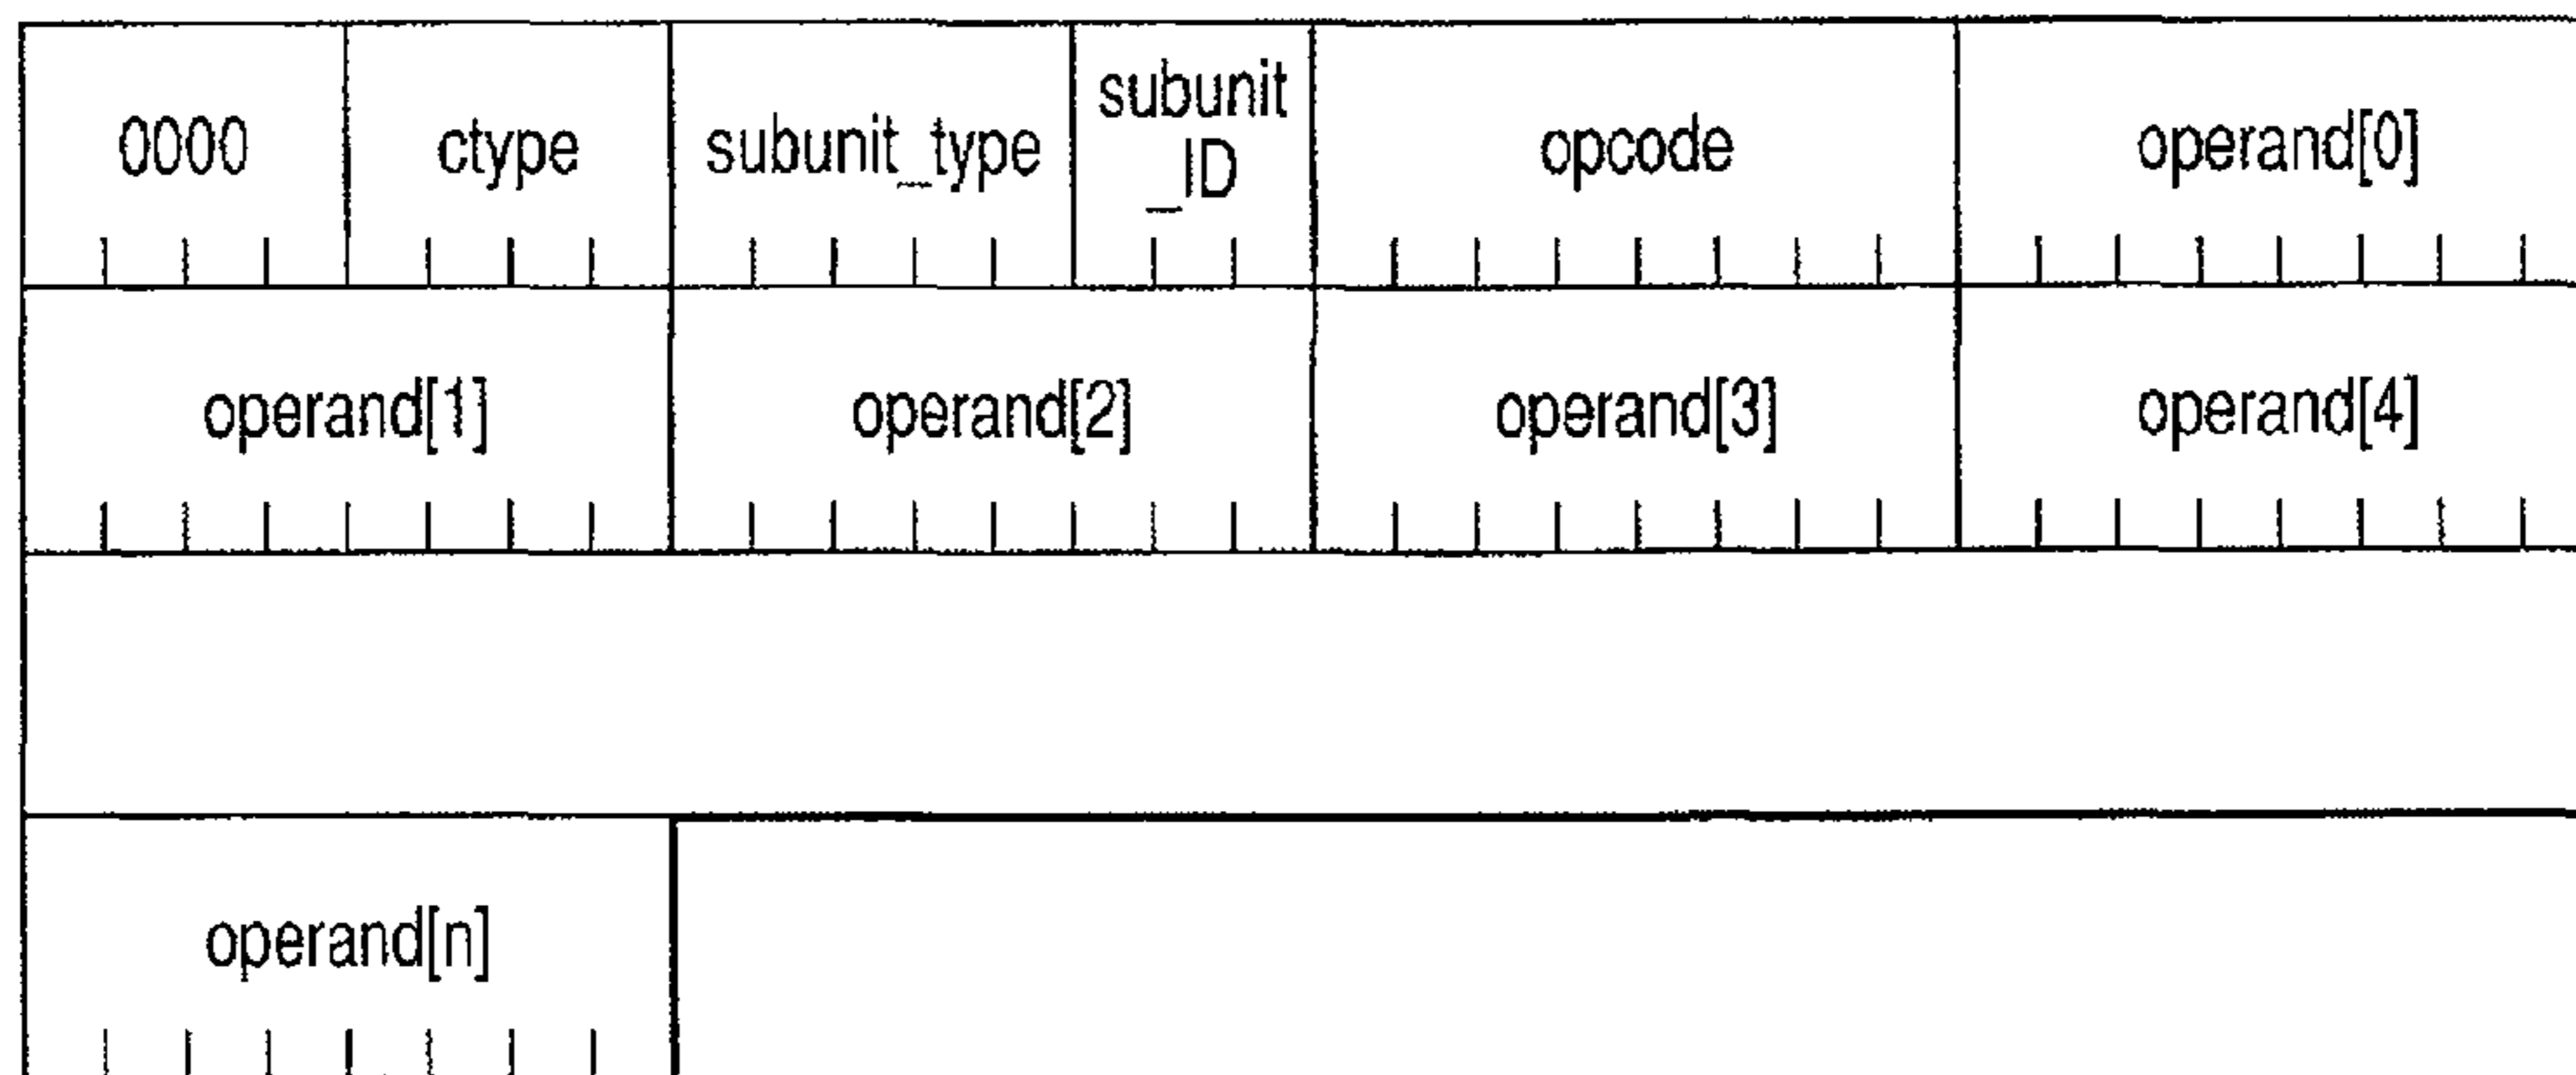 0000
ctype
subunit_type
subunit
_ID
opcode
operand[0]
operand[1]
operand[2]
operand[3]
operand[4]
operand[n]